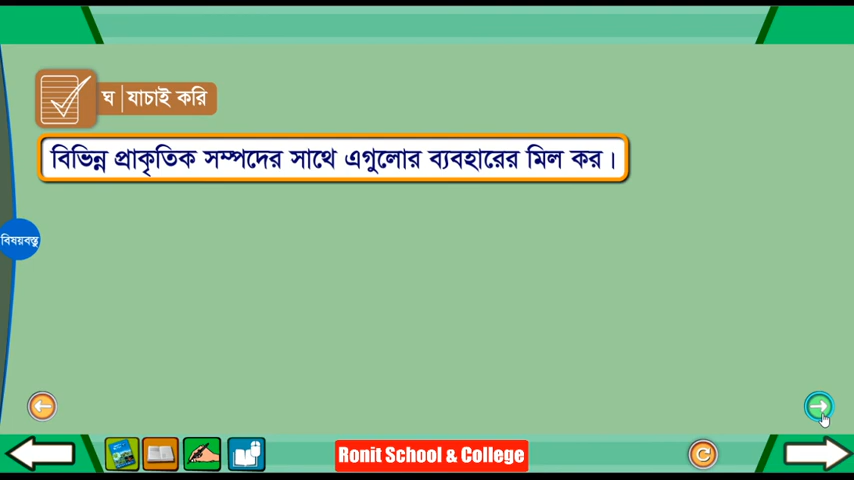 ঘ | যাচাই করি
বিভিন্ন প্রাকৃতিক সম্পদের সাথে এগুলোর ব্যবহারের মিল কর।
বিষয়বস্তু
Ronit School & College